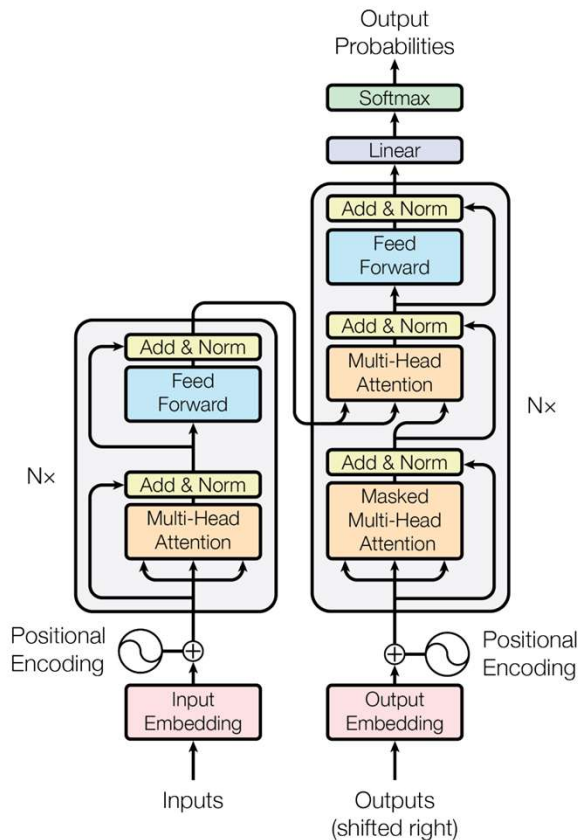 Output
Probabilities
Softmax
Linear
Add & Norm
Feed
Forward
Add & Norm
Multi-Head
Attention
Add & Norm
Masked
Multi-Head
Attention
N×
Add & Norm
Feed
Forward
N×
Add & Norm
Multi-Head
Attention
Positional
Encoding
Positional
Encoding
Input
Embedding
Output
Embedding
Inputs
Outputs
(shifted right)